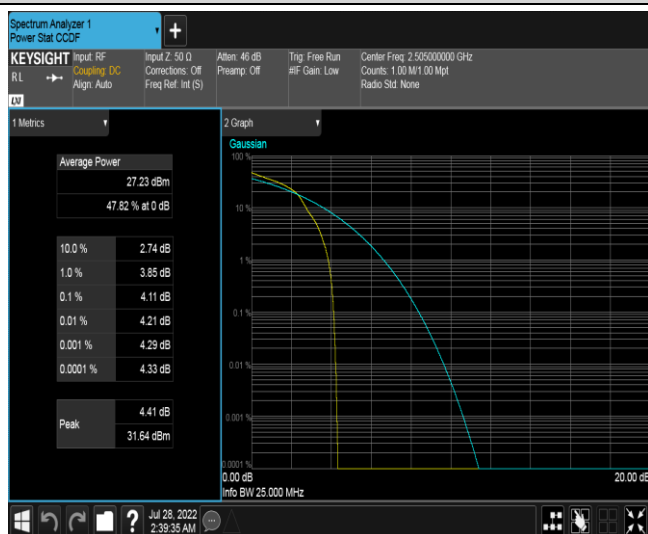 Spectrum Analyzer 1
Power Stat CCDF
KEYSIGHT
RL
LXI
Input: RF
Coupling: DC
Align: Auto
Input Z: 50 Ω
Corrections: Off
Freq Ref: Int (S)
Atten: 46 dB
Preamp: Off
Trig: Free Run
#IF Gain: Low
Center Freq: 2.505000000 GHz
Counts: 1.00 M/1.00 Mpt
Radio Std: None
1 Metrics
Average Power
27.23 dBm
47.82 % at 0 dB
10.0 % 2.74 dB
1.0 % 3.85 dB
0.1 % 4.11 dB
0.01 % 4.21 dB
0.001 % 4.29 dB
0.0001 % 4.33 dB
Peak
4.41 dB
31.64 dBm
2 Graph
Gaussian
100 %
10 %
1 %
0.1 %
0.01 %
0.001 %
0.0001 %
0.00 dB
20.00 dB
Info BW 25.000 MHz
?
Jul 28, 2022
2:39:35 AM